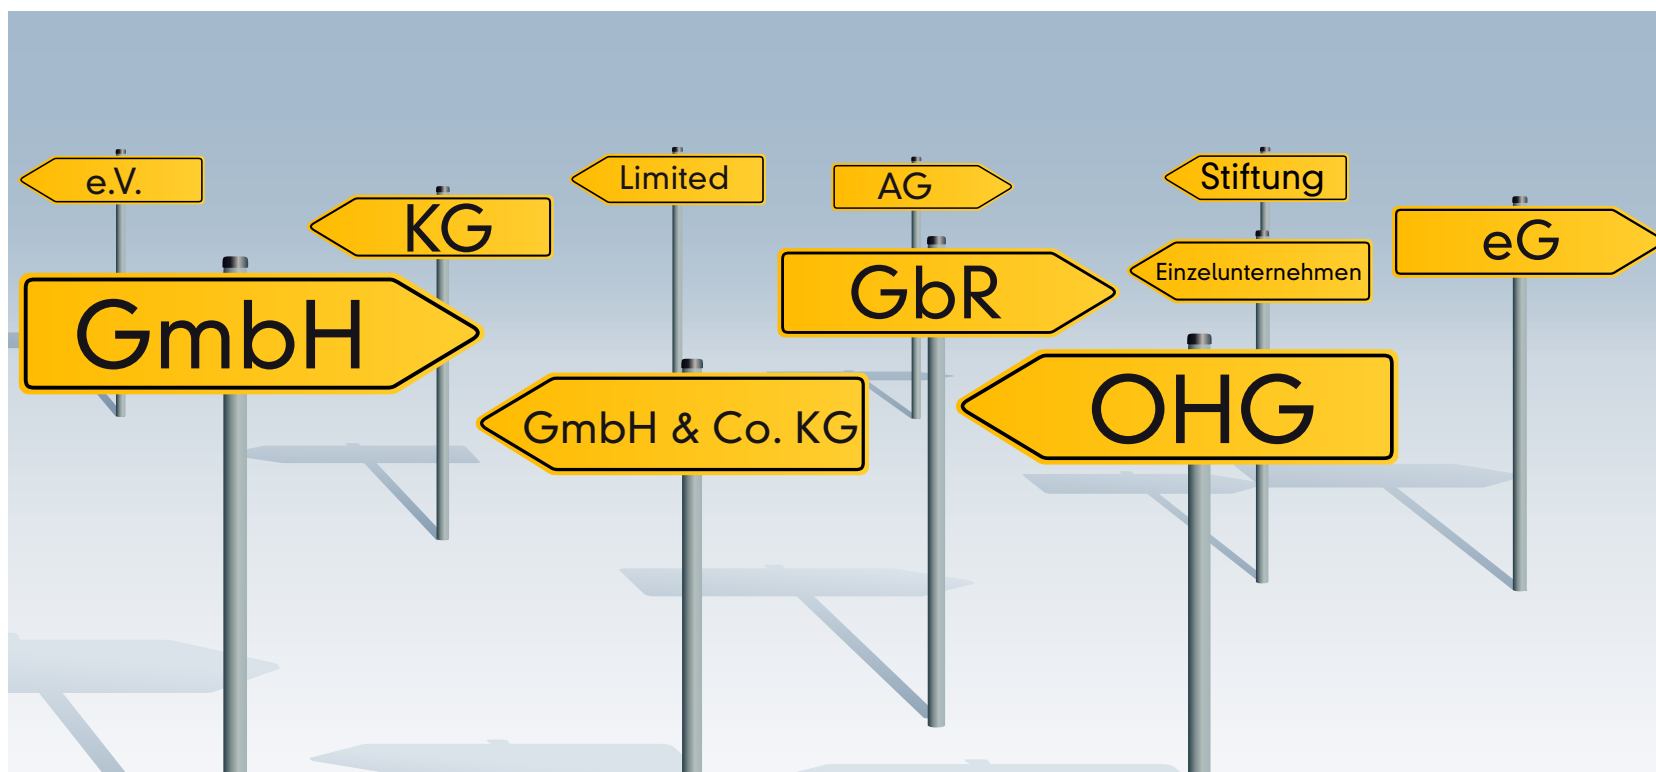 e.V.
KG
Limited
AG
Stiftung
eG
GmbH
GmbH & Co. KG
GbR
Einzelunternehmen
OHG